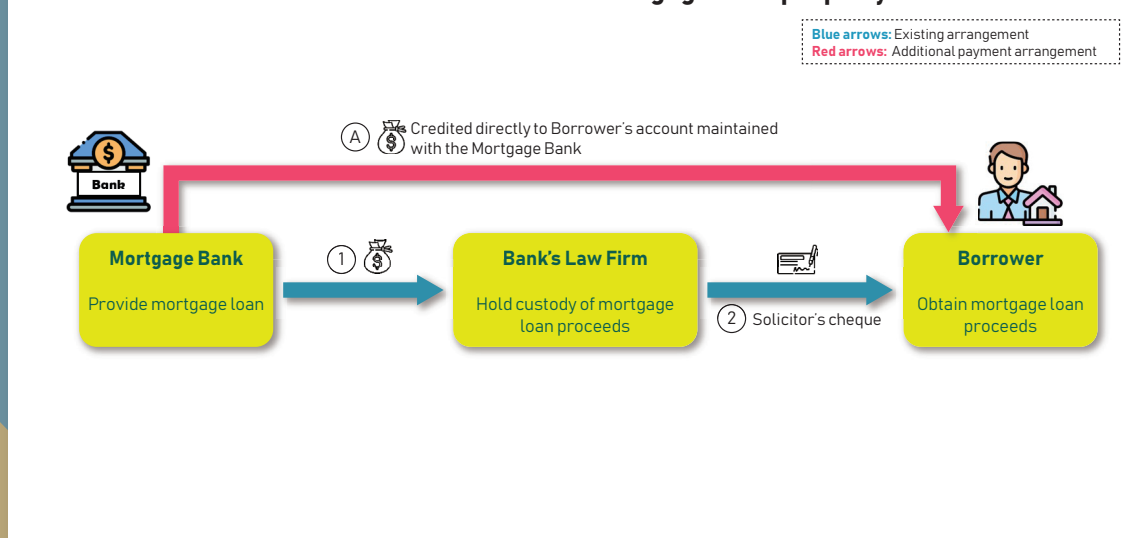 Blue arrows: Existing arrangement
Red arrows: Additional payment arrangement
A
$
Credited directly to Borrower's account maintained
with the Mortgage Bank
$
Bank
Mortgage Bank
Provide mortgage loan
1
$
Bank's Law Firm
Hold custody of mortgage
loan proceeds
2
Solicitor's cheque
Borrower
Obtain mortgage loan
proceeds